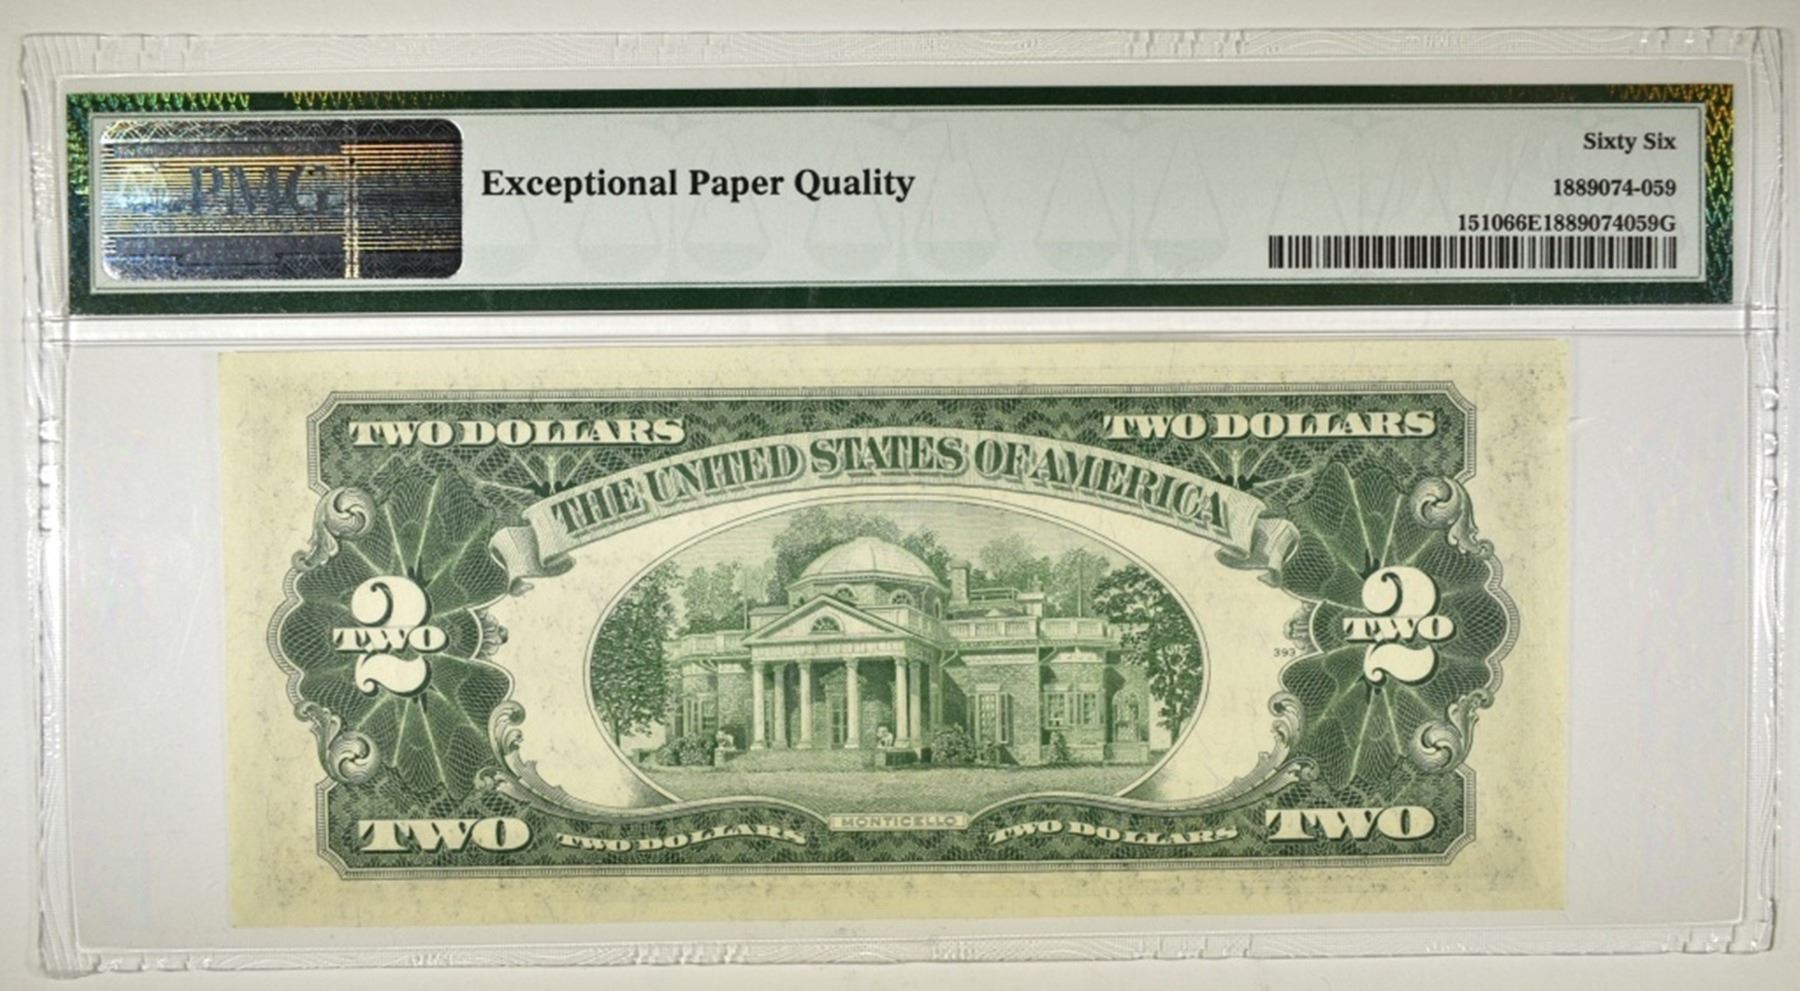 PMG
Exceptional Paper Quality
Sixty Six
1889074-059
151066E1889074059G
TWO DOLLARS
TWO DOLLARS
THE UNITED STATES OF AMERICA
2
TWO
2
TWO
393
MONTICELLO
TWO
TWO DOLLARS
TWO DOLLARS
TWO